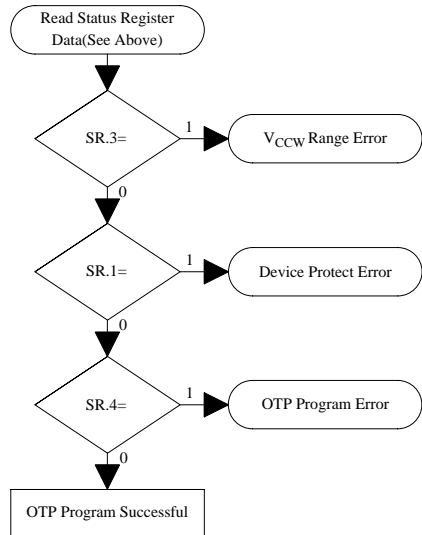 Read Status Register
Data(See Above)
SR.3=
1
VCCW Range Error
0
SR.1=
1
Device Protect Error
0
SR.4=
1
OTP Program Error
0
OTP Program Successful